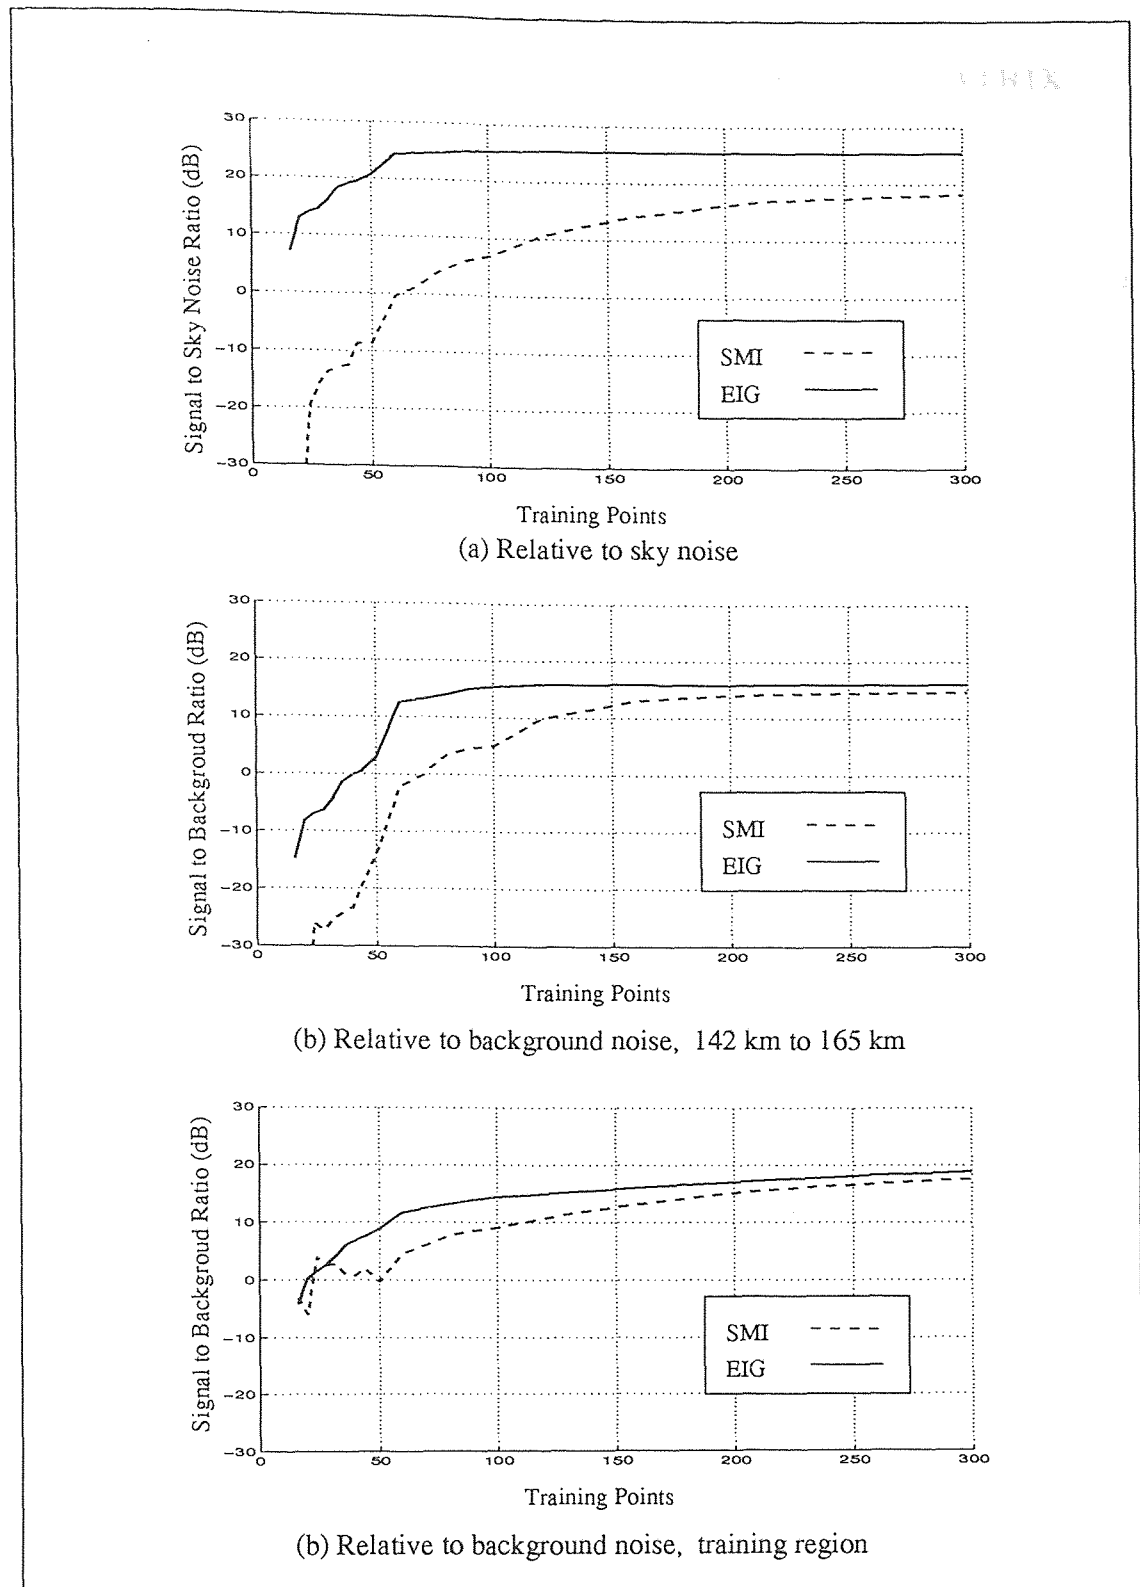 30
20
10
0
-10
-20
-30
Signal to Sky Noise Ratio (dB)
SMI
EIG
0 50 100 150 200 250 300
Training Points
(a) Relative to sky noise
30
20
10
0
-10
-20
-30
Signal to Backgroud Ratio (dB)
SMI
EIG
0 50 100 150 200 250 300
Training Points
(b) Relative to background noise, 142 km to 165 km
30
20
10
0
-10
-20
-30
Signal to Backgroud Ratio (dB)
SMI
EIG
0 50 100 150 200 250 300
Training Points
(b) Relative to background noise, training region